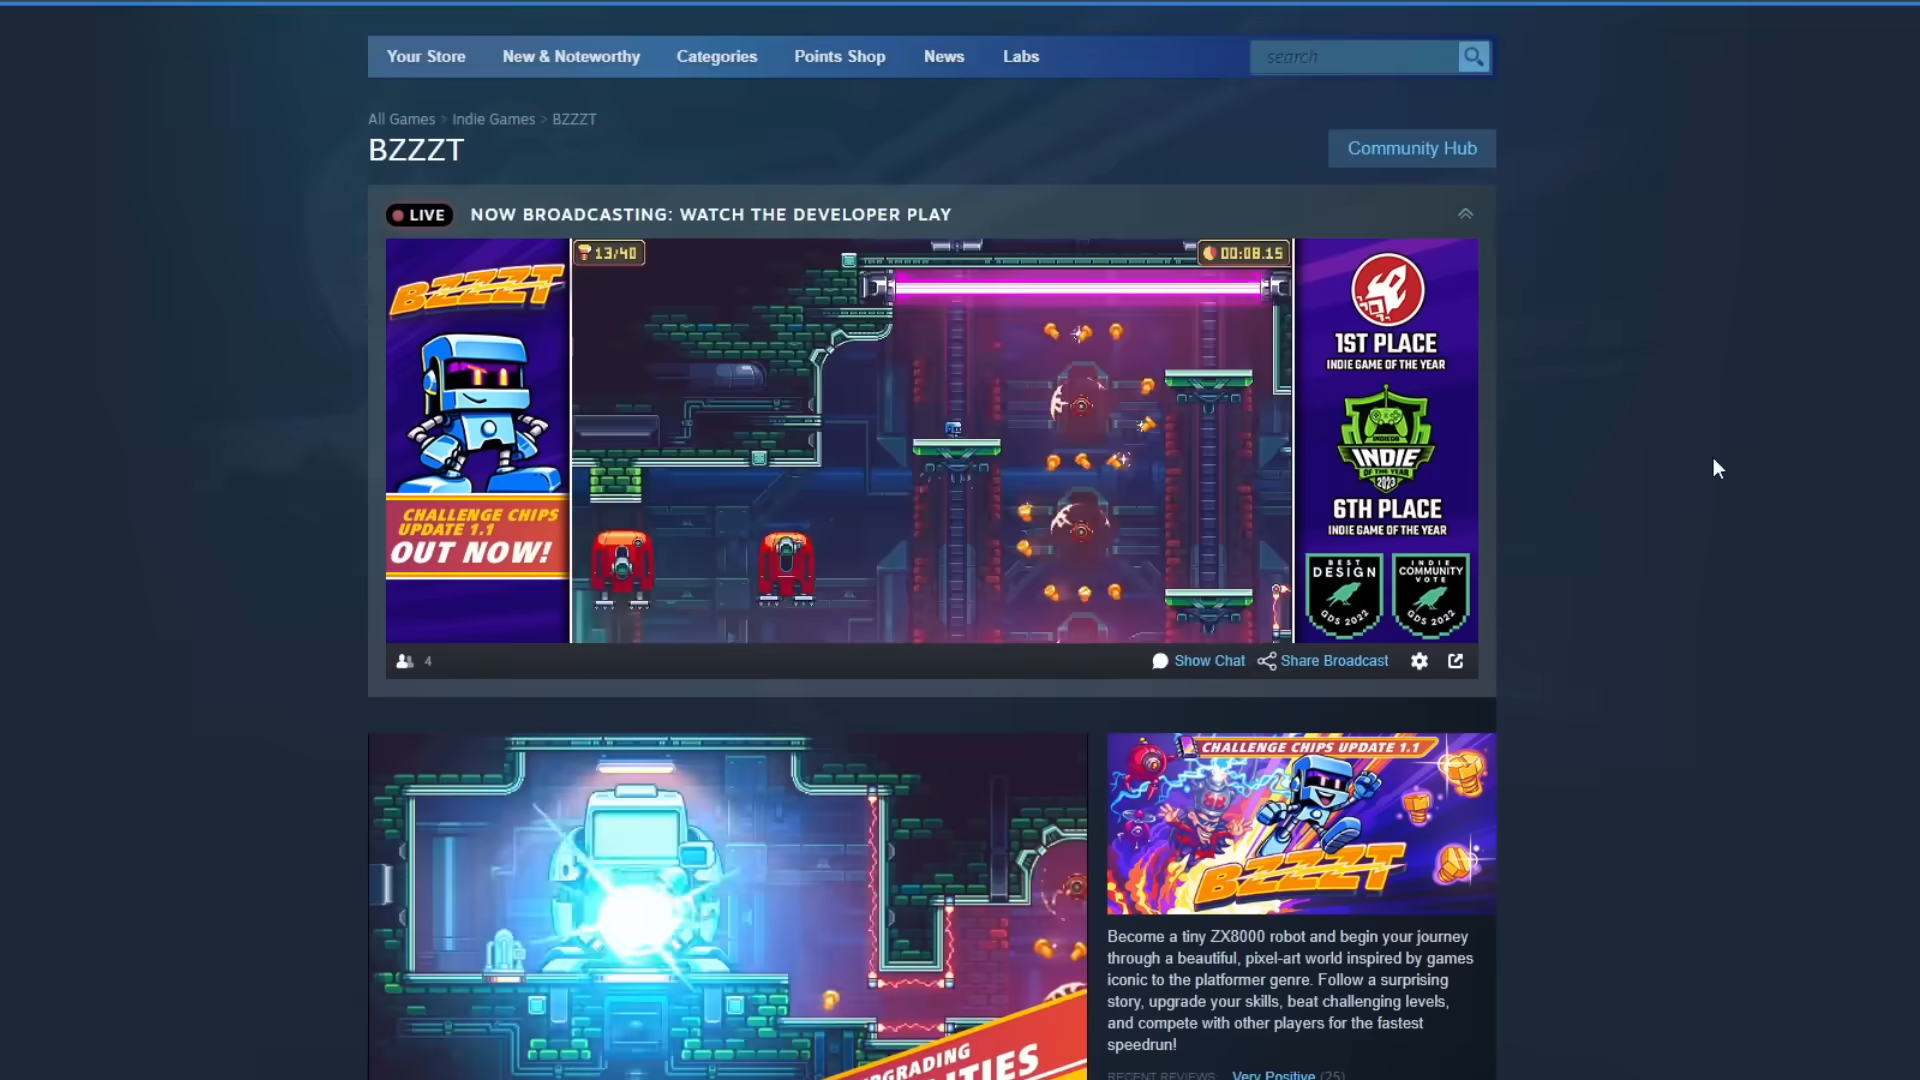 Your Store
New & Noteworthy
Categories
Points Shop
News
Labs
search
All Games > Indie Games > BZZZT
BZZZT
Community Hub
LIVE
NOW BROADCASTING: WATCH THE DEVELOPER PLAY
BZZZT
CHALLENGE CHIPS
UPDATE 1.1
OUT NOW!
13/40
00:08.15
1ST PLACE
INDIE GAME OF THE YEAR
INDIEDB
INDIE
OF THE YEAR
2023
6TH PLACE
INDIE GAME OF THE YEAR
BEST
DESIGN
GDS 2022
INDIE
COMMUNITY
VOTE
GDS 2022
4
Show Chat
Share Broadcast
CHALLENGE CHIPS UPDATE 1.1
BZZZT
Become a tiny ZX8000 robot and begin your journey
through a beautiful, pixel-art world inspired by games
iconic to the platformer genre. Follow a surprising
story, upgrade your skills, beat challenging levels,
and compete with other players for the fastest
speedrun!
RECENT REVIEWS: Very Positive (25)